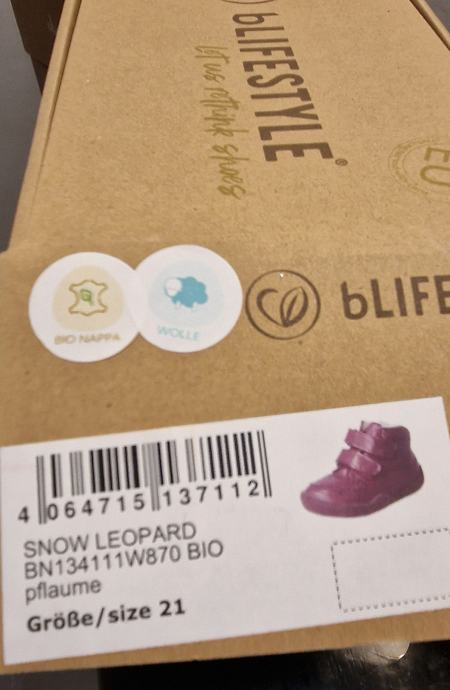 bLIFESTYLE®
let us rethink shoes
EU
BIO NAPPA
WOLLE
bLIFE
4 064715 137112
SNOW LEOPARD
BN134111W870 BIO
pflaume
Größe/size 21